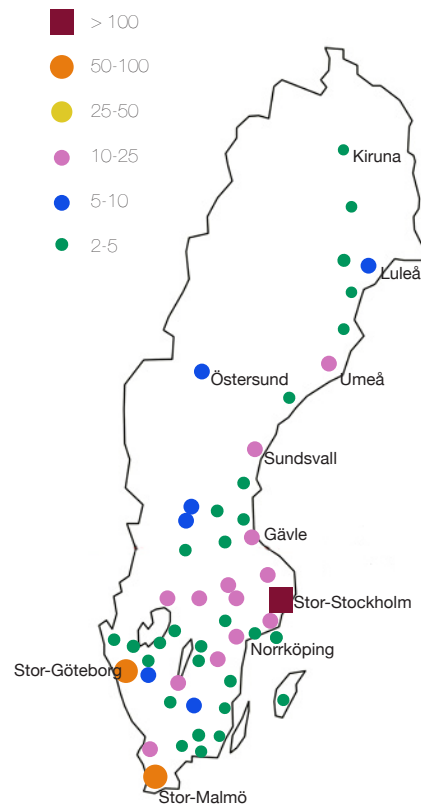 > 100
50-100
25-50
10-25
5-10
2-5
Kiruna
Luleå
Östersund
Umeå
Sundsvall
Gävle
Stor-Stockholm
Norrköping
Stor-Göteborg
Stor-Malmö